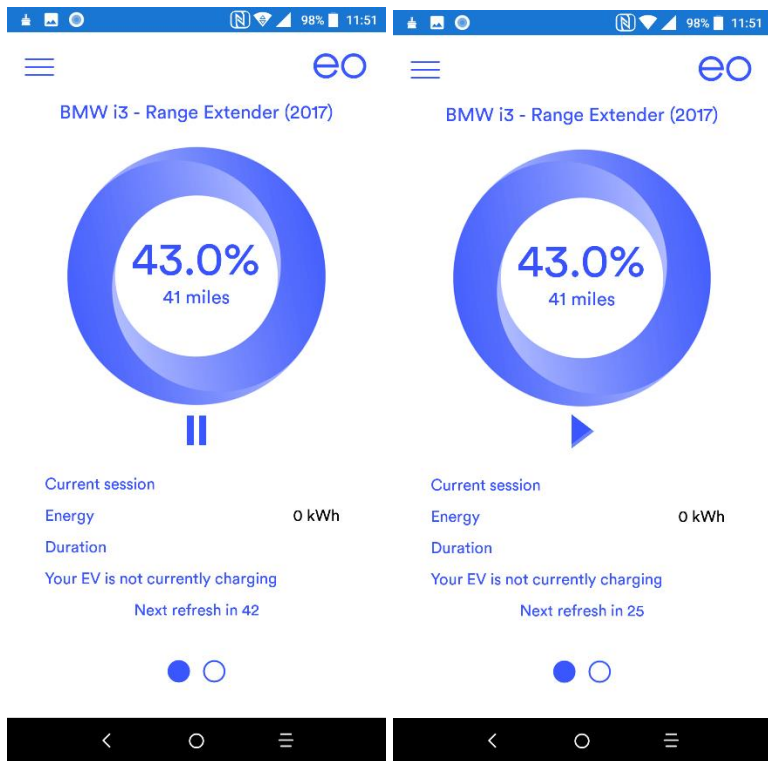 98% 11:51
eo
BMW i3 - Range Extender (2017)
43.0%
41 miles
Current session
Energy 0 kWh
Duration
Your EV is not currently charging
Next refresh in 42
98% 11:51
eo
BMW i3 - Range Extender (2017)
43.0%
41 miles
Current session
Energy 0 kWh
Duration
Your EV is not currently charging
Next refresh in 25